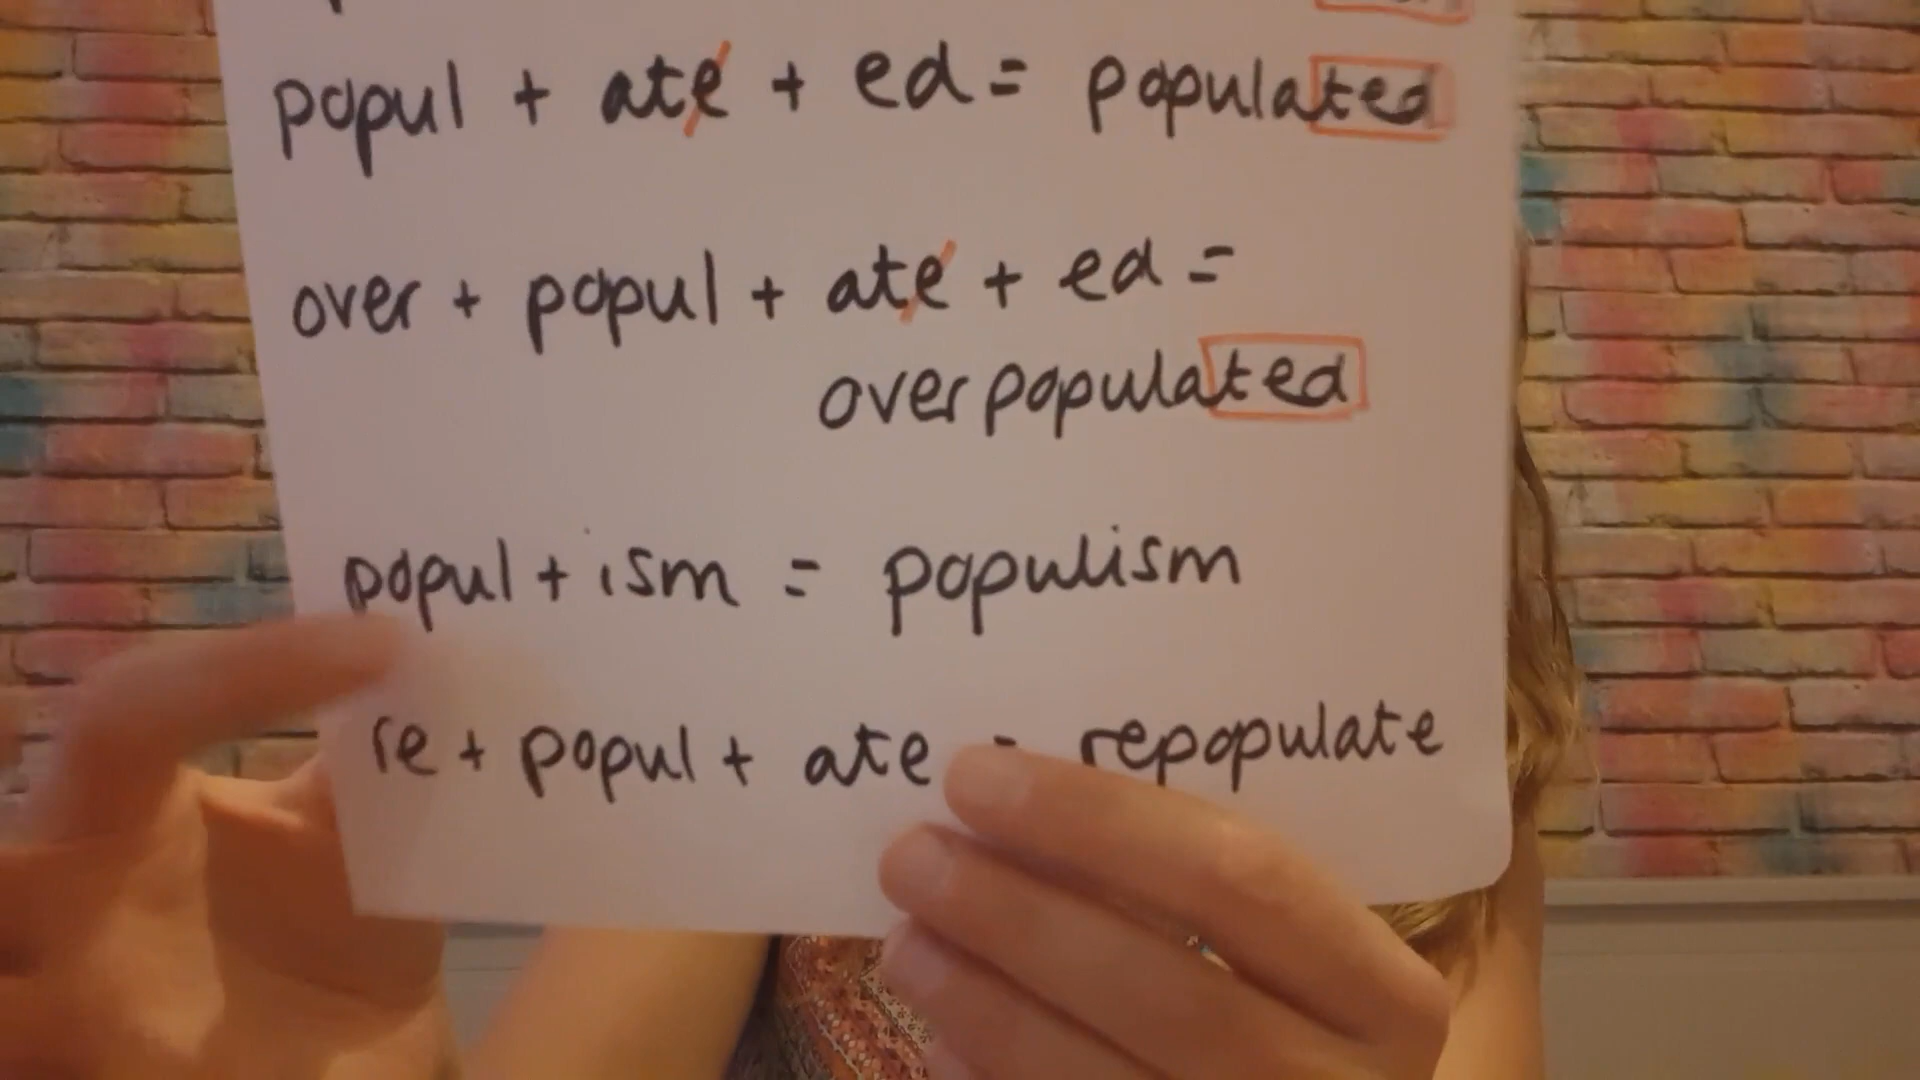 popul + ate + ed = populated
over + popul + ate + ed =
overpopulated
popul + ism = populism
re + popul + ate = repopulate